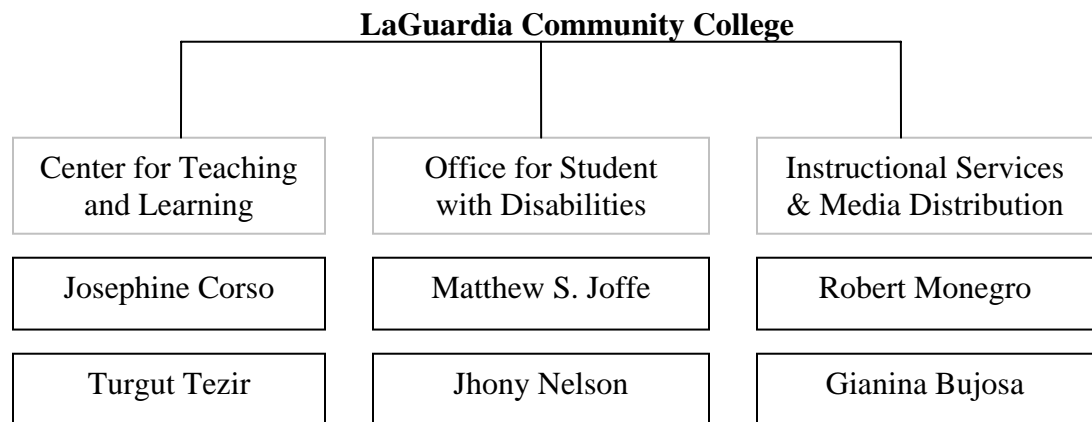 LaGuardia Community College
Center for Teaching
and Learning
Office for Student
with Disabilities
Instructional Services
& Media Distribution
Josephine Corso
Matthew S. Joffe
Robert Monegro
Turgut Tezir
Jhony Nelson
Gianina Bujosa